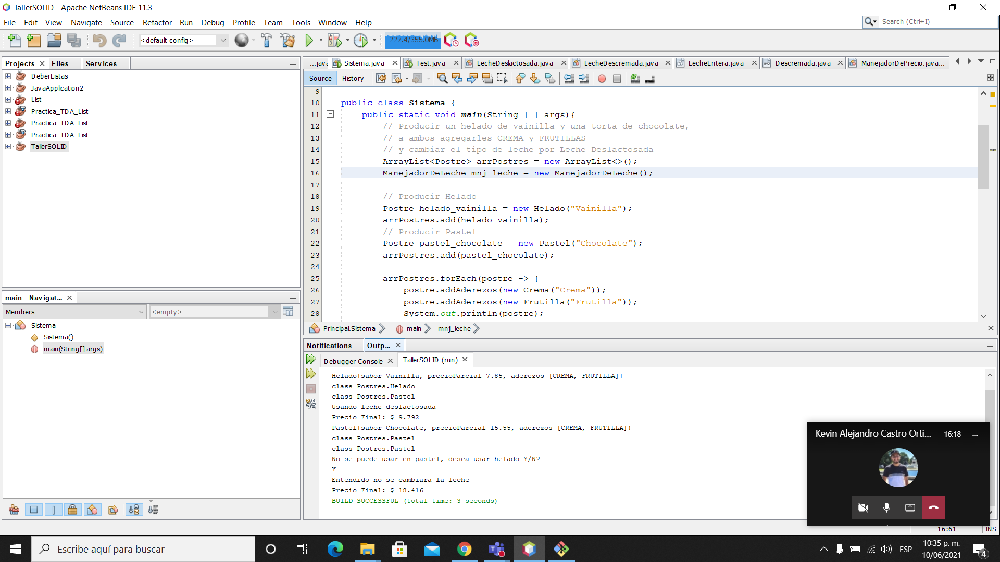 TallerSOLID - Apache NetBeans IDE 11.3
File Edit View Navigate Source Refactor Run Debug Profile Team Tools Window Help
Search (Ctrl+I)
<default config>
227.4/355.0MB
Projects Files Services
DeberListas
JavaApplication2
List
Practica_TDA_List
Practica_TDA_List
Practica_TDA_List
TallerSOLID
...java Sistema.java Test.java LecheDeslactosada.java LecheDescremada.java LecheEntera.java Descremada.java ManejadorDePrecio.java...
Source History
9
10 public class Sistema {
11 public static void main(String [ ] args){
12 // Producir un helado de vainilla y una torta de chocolate,
13 // a ambos agregarles CREMA y FRUTILLAS
14 // y cambiar el tipo de leche por Leche Deslactosada
15 ArrayList<Postre> arrPostres = new ArrayList<>();
16 ManejadorDeLeche mnj_leche = new ManejadorDeLeche();
17
18 // Producir Helado
19 Postre helado_vainilla = new Helado("Vainilla");
20 arrPostres.add(helado_vainilla);
21 // Producir Pastel
22 Postre pastel_chocolate = new Pastel("Chocolate");
23 arrPostres.add(pastel_chocolate);
24
25 arrPostres.forEach(postre -> {
26 postre.addAderezos(new Crema("Crema"));
27 postre.addAderezos(new Frutilla("Frutilla"));
28 System.out.println(postre);
Principal.Sistema main mnj_leche
main - Navigat...
Members <empty>
Sistema
Sistema()
main(String[] args)
Notifications Outp...
Debugger Console TallerSOLID (run)
Helado{sabor=Vainilla, precioParcial=7.85, aderezos=[CREMA, FRUTILLA]}
class Postres.Helado
class Postres.Pastel
Usando leche deslactosada
Precio Final: $ 9.792
Pastel{sabor=Chocolate, precioParcial=15.55, aderezos=[CREMA, FRUTILLA]}
class Postres.Pastel
class Postres.Pastel
No se puede usar en pastel, desea usar helado Y/N?
Y
Entendido no se cambiara la leche
Precio Final: $ 18.416
BUILD SUCCESSFUL (total time: 3 seconds)
Kevin Alejandro Castro Orti... 16:18
16:61 INS
Escribe aquí para buscar
ESP
10:35 p. m.
10/06/2021
4